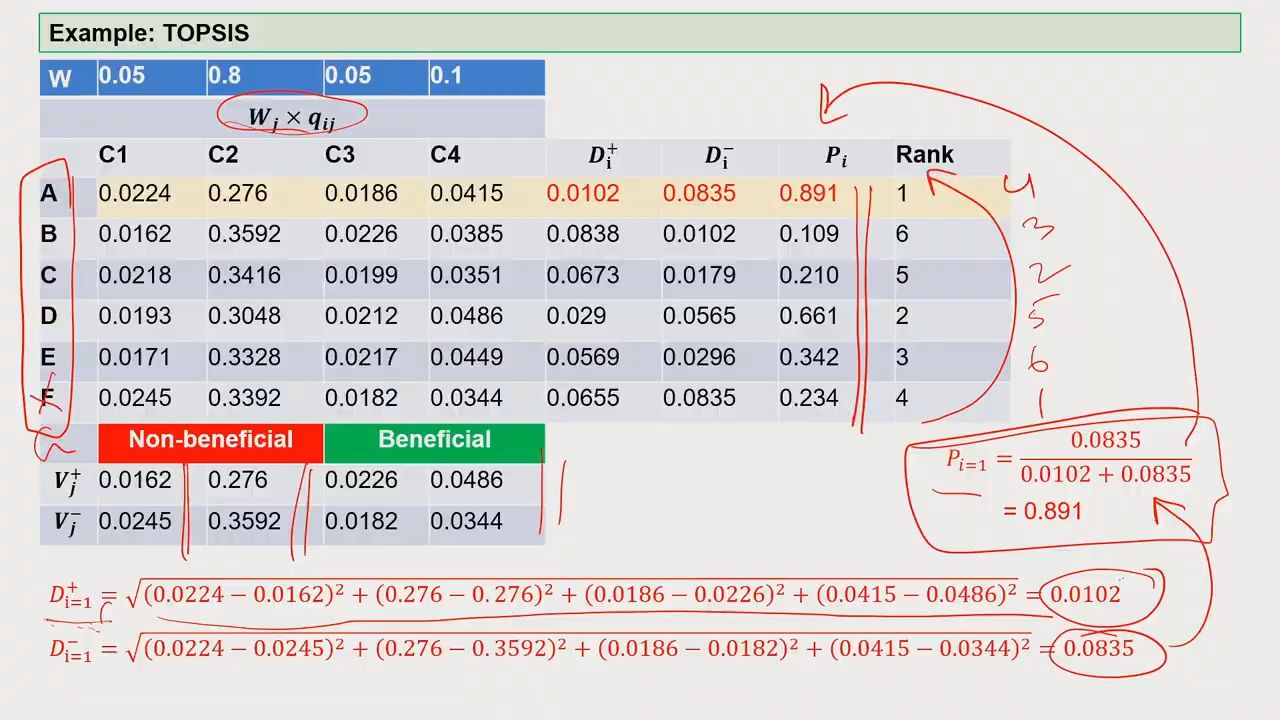 Example: TOPSIS
W 0.05 0.8 0.05 0.1
W_j × q_ij
C1 C2 C3 C4 D_i^+ D_i^- P_i Rank
A 0.0224 0.276 0.0186 0.0415 0.0102 0.0835 0.891 1 4
B 0.0162 0.3592 0.0226 0.0385 0.0838 0.0102 0.109 6 3
C 0.0218 0.3416 0.0199 0.0351 0.0673 0.0179 0.210 5 2
D 0.0193 0.3048 0.0212 0.0486 0.029 0.0565 0.661 2 5
E 0.0171 0.3328 0.0217 0.0449 0.0569 0.0296 0.342 3 6
F 0.0245 0.3392 0.0182 0.0344 0.0655 0.0835 0.234 4 1
Non-beneficial Beneficial
V_j^+ 0.0162 0.276 0.0226 0.0486
V_j^- 0.0245 0.3592 0.0182 0.0344
P_{i=1} = 0.0835 / (0.0102 + 0.0835)
= 0.891
D_{i=1}^+ = √((0.0224 − 0.0162)² + (0.276 − 0.276)² + (0.0186 − 0.0226)² + (0.0415 − 0.0486)²) = 0.0102
D_{i=1}^- = √((0.0224 − 0.0245)² + (0.276 − 0.3592)² + (0.0186 − 0.0182)² + (0.0415 − 0.0344)²) = 0.0835